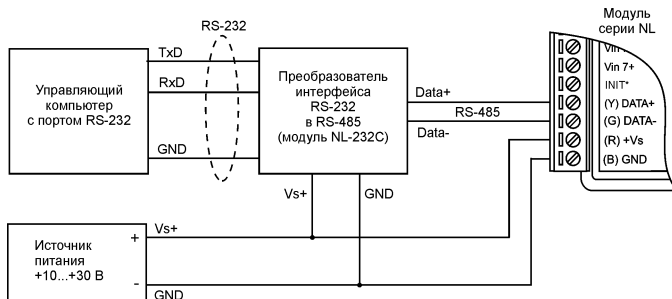 RS-232
Модуль
серии NL
TxD
RxD
GND
Управляющий
компьютер
с портом RS-232
Преобразователь
интерфейса
RS-232
в RS-485
(модуль NL-232C)
Data+
RS-485
Data-
Vin 7+
INIT*
(Y) DATA+
(G) DATA-
(R) +Vs
(B) GND
Vs+
GND
Источник
питания
+10...+30 В
+
-
Vs+
GND